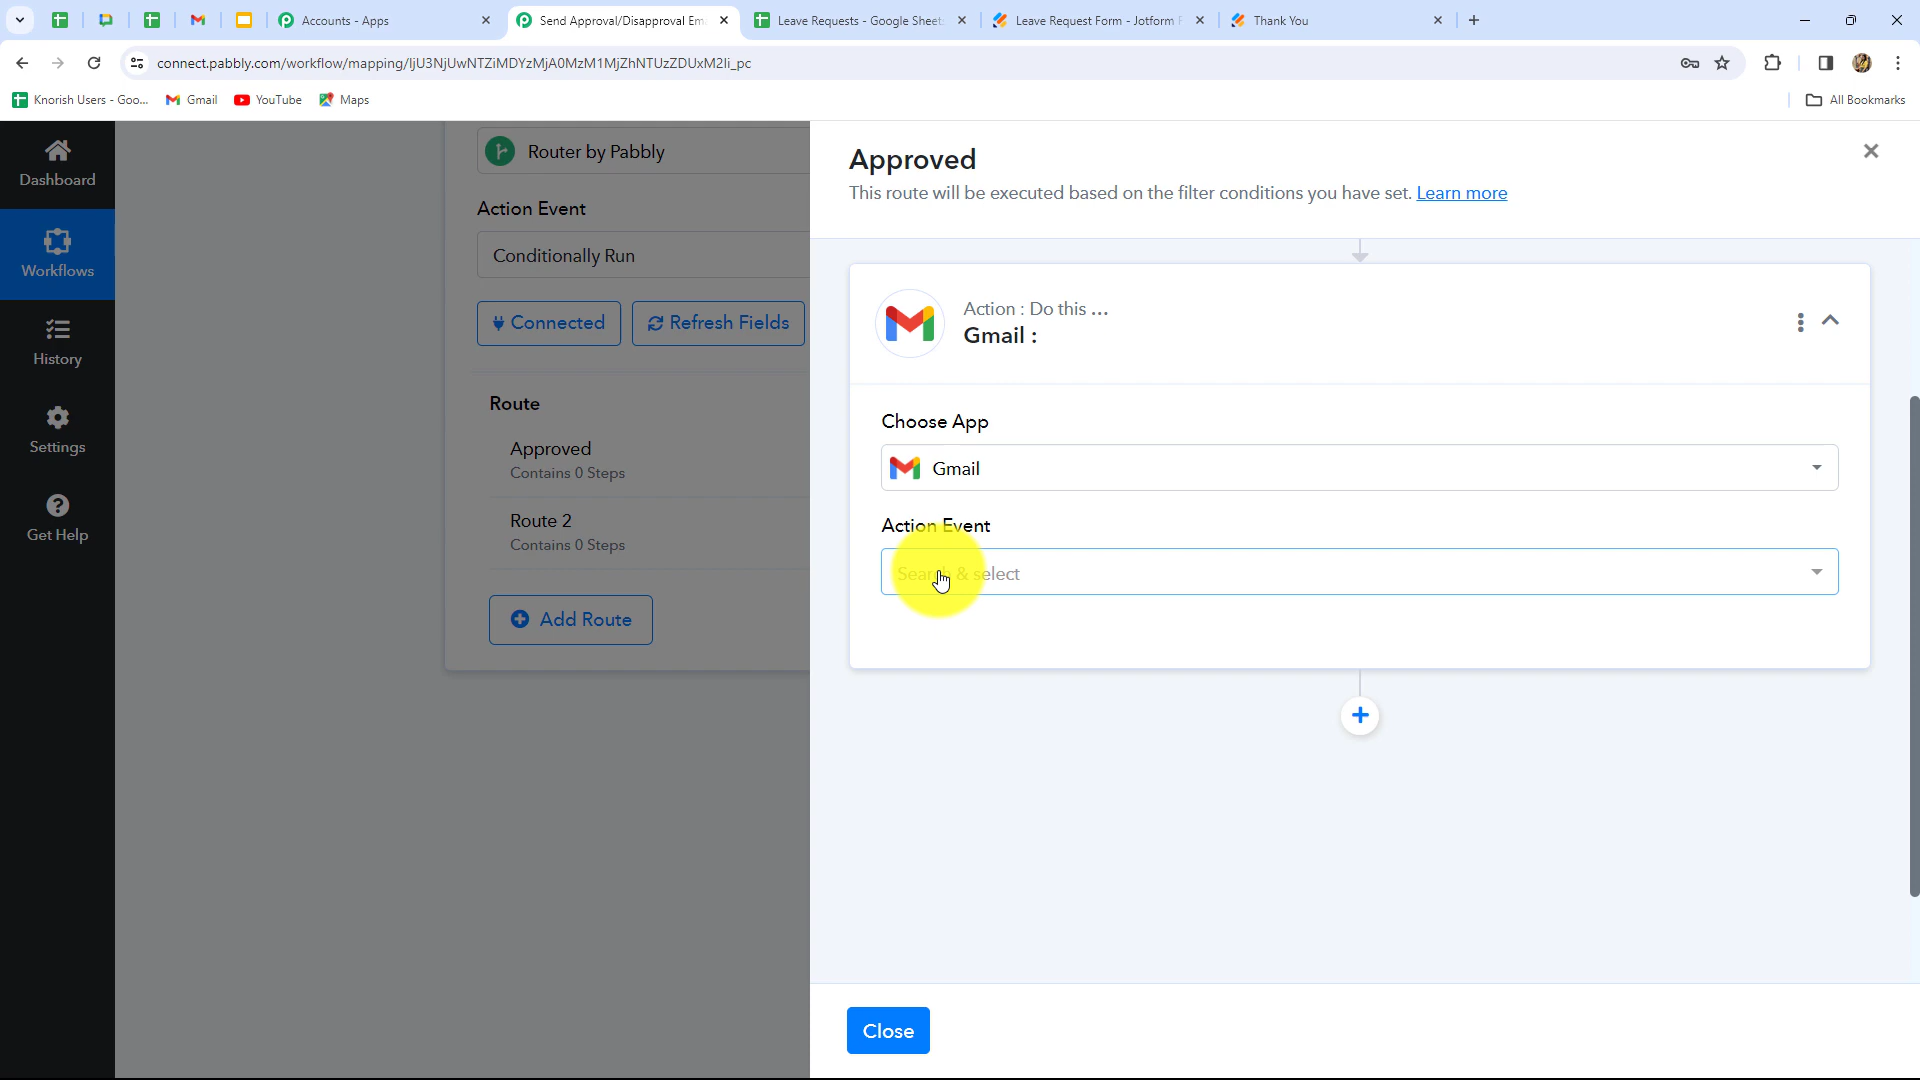 Accounts - Apps
Send Approval/Disapproval Em
Leave Requests - Google Sheet
Leave Request Form - Jotform F
Thank You
connect.pabbly.com/workflow/mapping/IjU3NjUwNTZiMDYzMjA0MzM1MjZhNTUzZDUxM2Ii_pc
Knorish Users - Goo...
Gmail
YouTube
Maps
All Bookmarks
Dashboard
Workflows
History
Settings
Get Help
Router by Pabbly
Action Event
Conditionally Run
Connected
Refresh Fields
Route
Approved
Contains 0 Steps
Route 2
Contains 0 Steps
Add Route
Approved
This route will be executed based on the filter conditions you have set. Learn more
Action : Do this ...
Gmail :
Choose App
Gmail
Action Event
Search & select
Close